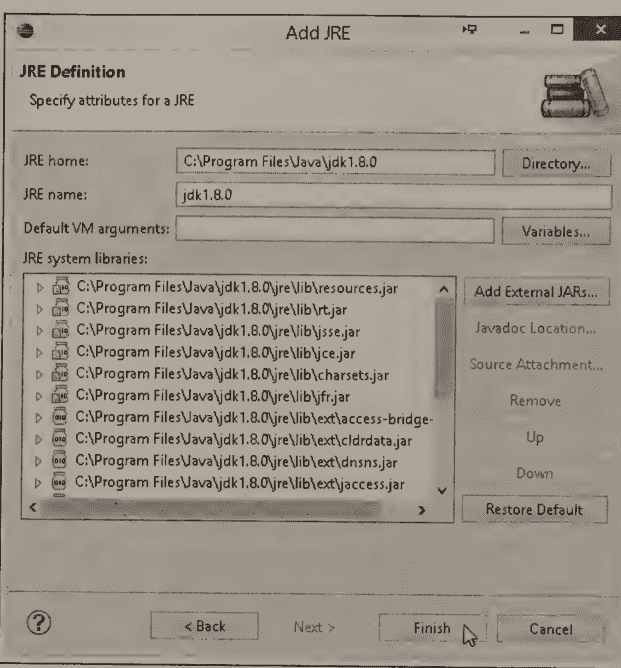 Add JRE
JRE Definition
Specify attributes for a JRE
JRE home: C:\Program Files\Java\jdk1.8.0 Directory...
JRE name: jdk1.8.0
Default VM arguments: Variables...
JRE system libraries:
C:\Program Files\Java\jdk1.8.0\jre\lib\resources.jar
Add External JARs...
C:\Program Files\Java\jdk1.8.0\jre\lib\rt.jar
C:\Program Files\Java\jdk1.8.0\jre\lib\jsse.jar
Javadoc Location...
C:\Program Files\Java\jdk1.8.0\jre\lib\jce.jar
Source Attachment...
C:\Program Files\Java\jdk1.8.0\jre\lib\charsets.jar
C:\Program Files\Java\jdk1.8.0\jre\lib\jfr.jar
Remove
C:\Program Files\Java\jdk1.8.0\jre\lib\ext\access-bridge-
C:\Program Files\Java\jdk1.8.0\jre\lib\ext\cldrdata.jar
Up
C:\Program Files\Java\jdk1.8.0\jre\lib\ext\dnsns.jar
Down
C:\Program Files\Java\jdk1.8.0\jre\lib\ext\jaccess.jar
Restore Default
< Back Next > Finish Cancel